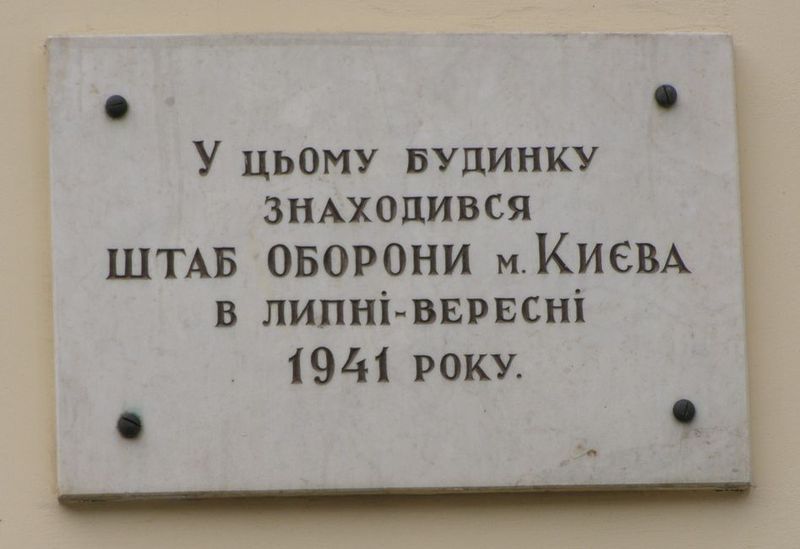 У цьому будинку
знаходився
штаб оборони м. Києва
в липні-вересні
1941 року.